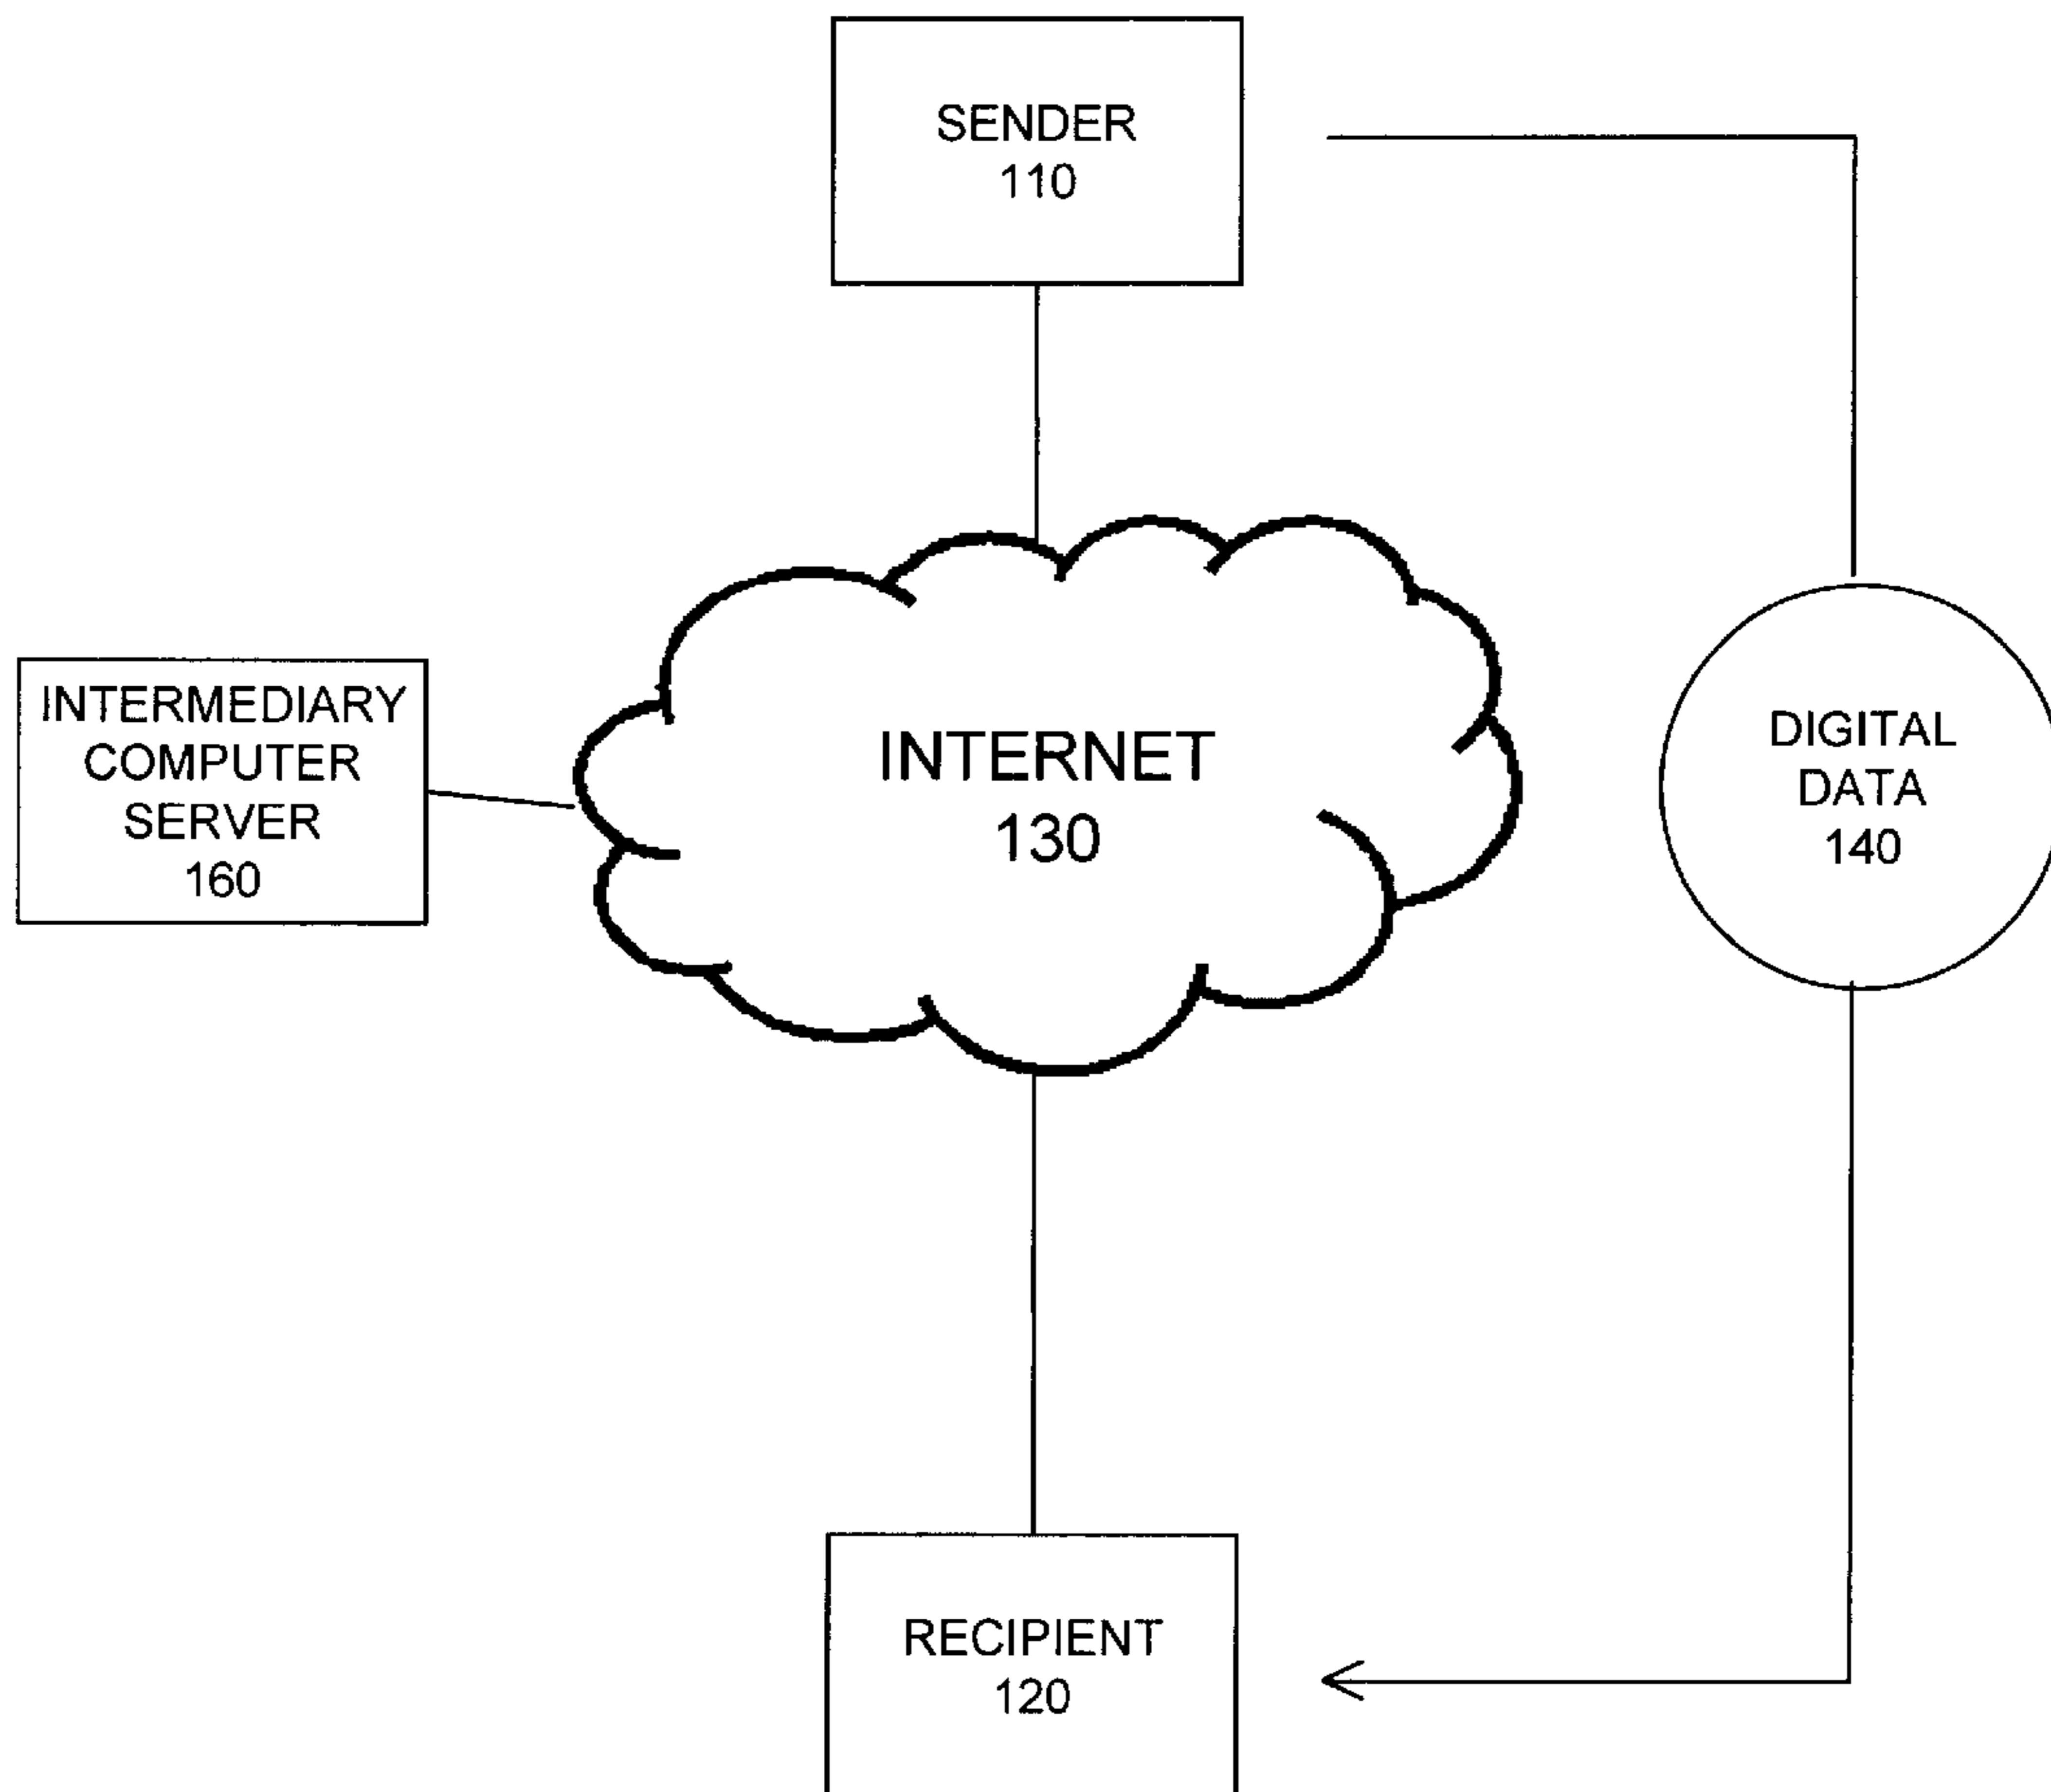 SENDER
110
INTERMEDIARY
COMPUTER
SERVER
160
INTERNET
130
DIGITAL
DATA
140
RECIPIENT
120